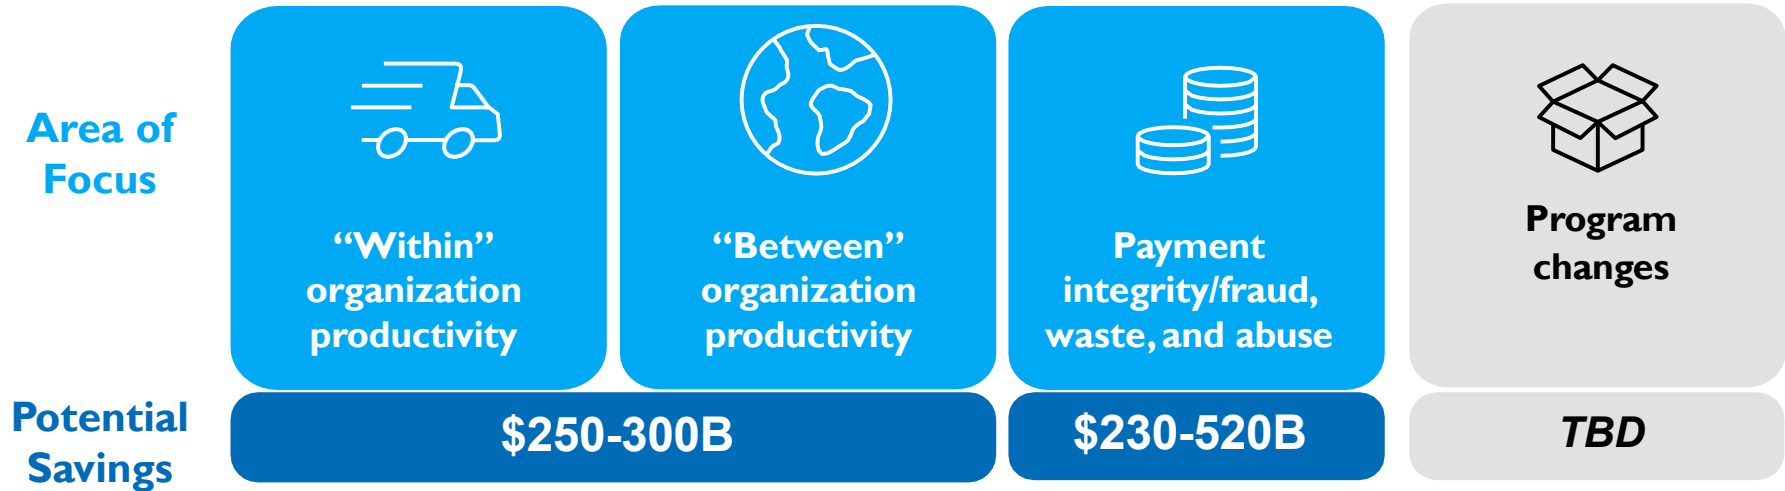 Area of
Focus
“Within”
organization
productivity
“Between”
organization
productivity
Payment
integrity/fraud,
waste, and abuse
Program
changes
Potential
Savings
$250-300B
$230-520B
TBD